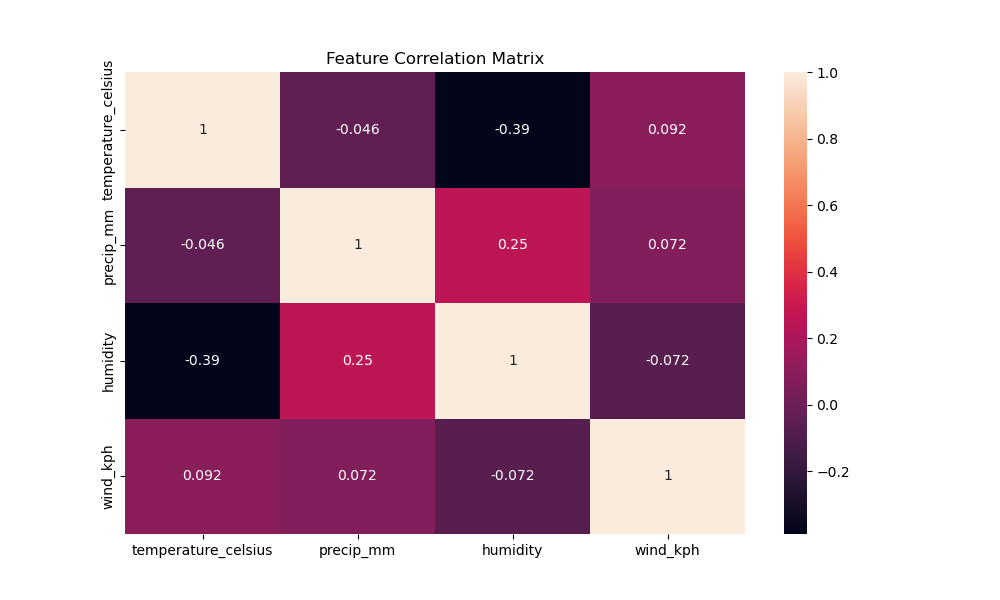 Feature Correlation Matrix
temperature_celsius
1
-0.046
-0.39
0.092
precip_mm
-0.046
1
0.25
0.072
humidity
-0.39
0.25
1
-0.072
wind_kph
0.092
0.072
-0.072
1
temperature_celsius
precip_mm
humidity
wind_kph
1.0
0.8
0.6
0.4
0.2
0.0
−0.2